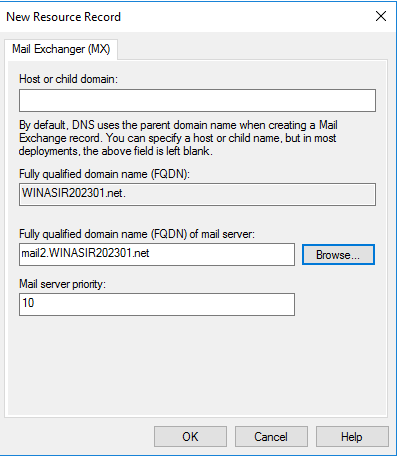 New Resource Record
Mail Exchanger (MX)
Host or child domain:
By default, DNS uses the parent domain name when creating a Mail
Exchange record. You can specify a host or child name, but in most
deployments, the above field is left blank.
Fully qualified domain name (FQDN):
WINASIR202301.net.
Fully qualified domain name (FQDN) of mail server:
mail2.WINASIR202301.net
Browse...
Mail server priority:
10
OK
Cancel
Help